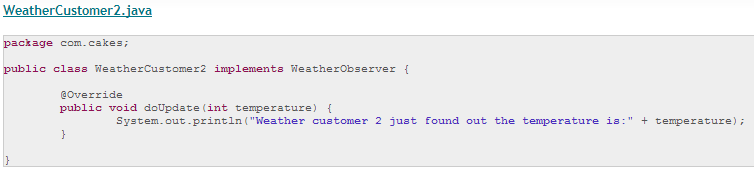 WeatherCustomer2.java
package com.cakes;
public class WeatherCustomer2 implements WeatherObserver {
@Override
public void doUpdate(int temperature) {
System.out.println("Weather customer 2 just found out the temperature is:" + temperature);
}
}